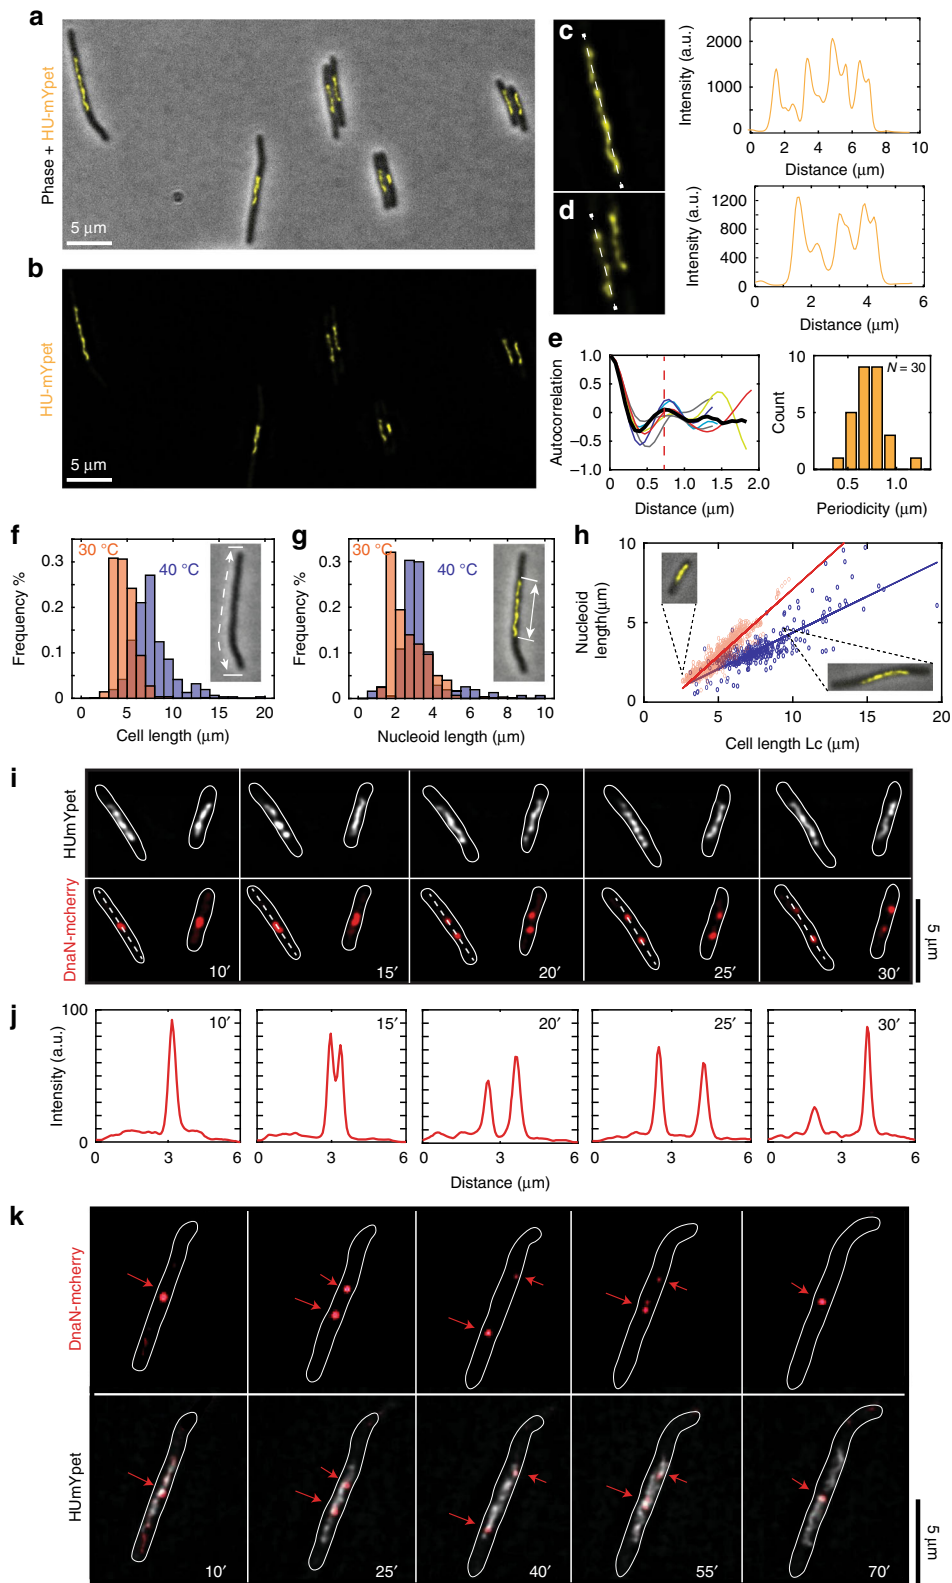 a
Phase + HU-mYpet
5 μm
b
HU-mYpet
5 μm
c
Intensity (a.u.)
2000
1000
0
0 2 4 6 8 10
Distance (μm)
d
Intensity (a.u.)
1200
800
400
0
0 2 4 6
Distance (μm)
e
Autocorrelation
1.0
0.5
0
−0.5
−1.0
0 0.5 1.0 1.5 2.0
Distance (μm)
Count
10
5
0
N = 30
0.5 1.0
Periodicity (μm)
f
30 °C
40 °C
Frequency %
0.3
0.2
0.1
0
0 5 10 15 20
Cell length (μm)
g
30 °C
40 °C
Frequency %
0.3
0.2
0.1
0
0 2 4 6 8 10
Nucleoid length (μm)
h
Nucleoid
length(μm)
10
5
0
0 5 10 15 20
Cell length Lc (μm)
i
HUmYpet
DnaN-mcherry
10′ 15′ 20′ 25′ 30′
5 μm
j
Intensity (a.u.)
100
0
10′ 15′ 20′ 25′ 30′
0 3 6 0 3 6 0 3 6 0 3 6 0 3 6
Distance (μm)
k
DnaN-mcherry
HUmYpet
10′ 25′ 40′ 55′ 70′
5 μm